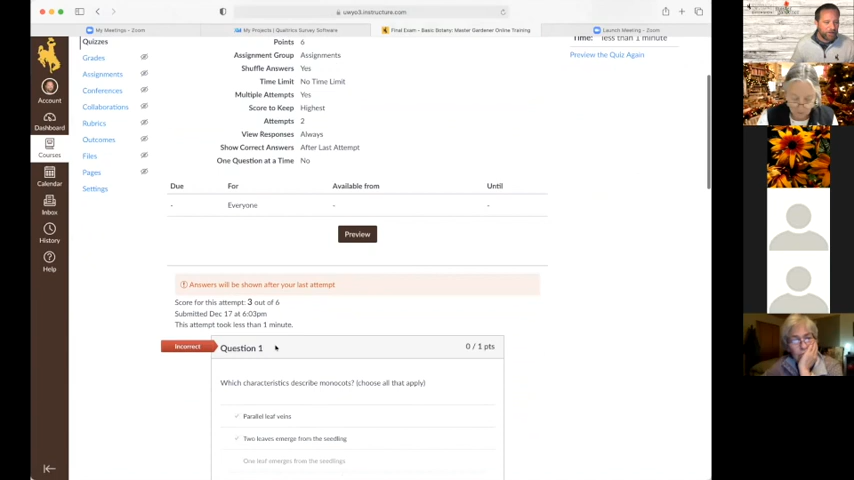 uwyo3.instructure.com
My Meetings - Zoom
My Projects | Qualtrics Survey Software
Final Exam - Basic Botany: Master Gardener Online Training
Launch Meeting - Zoom
Account
Dashboard
Courses
Calendar
Inbox
History
Help
Quizzes
Grades
Assignments
Conferences
Collaborations
Rubrics
Outcomes
Files
Pages
Settings
Points 6
Assignment Group Assignments
Shuffle Answers Yes
Time Limit No Time Limit
Multiple Attempts Yes
Score to Keep Highest
Attempts 2
View Responses Always
Show Correct Answers After Last Attempt
One Question at a Time No
Time: less than 1 minute
Preview the Quiz Again
Due For Available from Until
- Everyone - -
Preview
Answers will be shown after your last attempt
Score for this attempt: 3 out of 6
Submitted Dec 17 at 6:03pm
This attempt took less than 1 minute.
Incorrect
Question 1 0 / 1 pts
Which characteristics describe monocots? (choose all that apply)
Parallel leaf veins
Two leaves emerge from the seedling
One leaf emerges from the seedlings